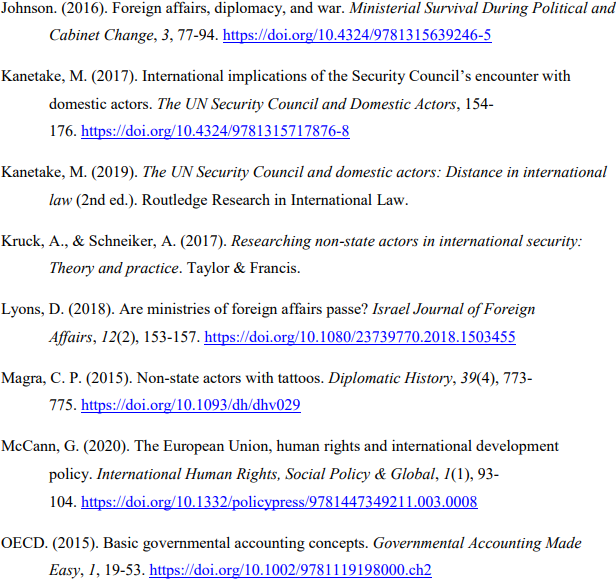 Johnson. (2016). Foreign affairs, diplomacy, and war. Ministerial Survival During Political and
Cabinet Change, 3, 77-94. https://doi.org/10.4324/9781315639246-5
Kanetake, M. (2017). International implications of the Security Council’s encounter with
domestic actors. The UN Security Council and Domestic Actors, 154-
176. https://doi.org/10.4324/9781315717876-8
Kanetake, M. (2019). The UN Security Council and domestic actors: Distance in international
law (2nd ed.). Routledge Research in International Law.
Kruck, A., & Schneiker, A. (2017). Researching non-state actors in international security:
Theory and practice. Taylor & Francis.
Lyons, D. (2018). Are ministries of foreign affairs passe? Israel Journal of Foreign
Affairs, 12(2), 153-157. https://doi.org/10.1080/23739770.2018.1503455
Magra, C. P. (2015). Non-state actors with tattoos. Diplomatic History, 39(4), 773-
775. https://doi.org/10.1093/dh/dhv029
McCann, G. (2020). The European Union, human rights and international development
policy. International Human Rights, Social Policy & Global, 1(1), 93-
104. https://doi.org/10.1332/policypress/9781447349211.003.0008
OECD. (2015). Basic governmental accounting concepts. Governmental Accounting Made
Easy, 1, 19-53. https://doi.org/10.1002/9781119198000.ch2